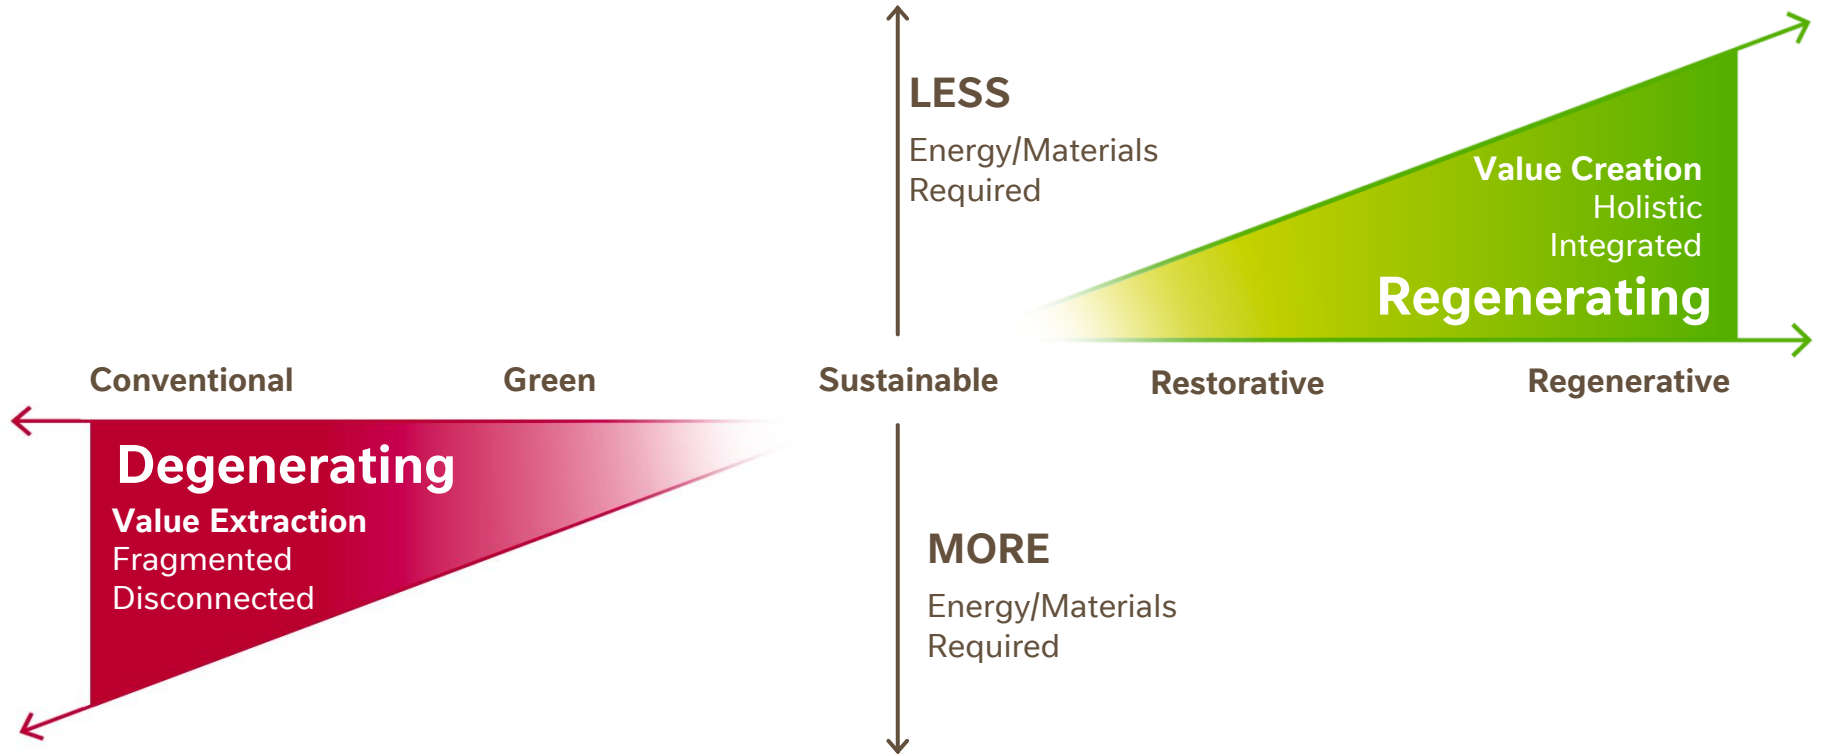 LESS
Energy/Materials
Required
Value Creation
Holistic
Integrated
Regenerating
Conventional
Green
Sustainable
Restorative
Regenerative
Degenerating
Value Extraction
Fragmented
Disconnected
MORE
Energy/Materials
Required